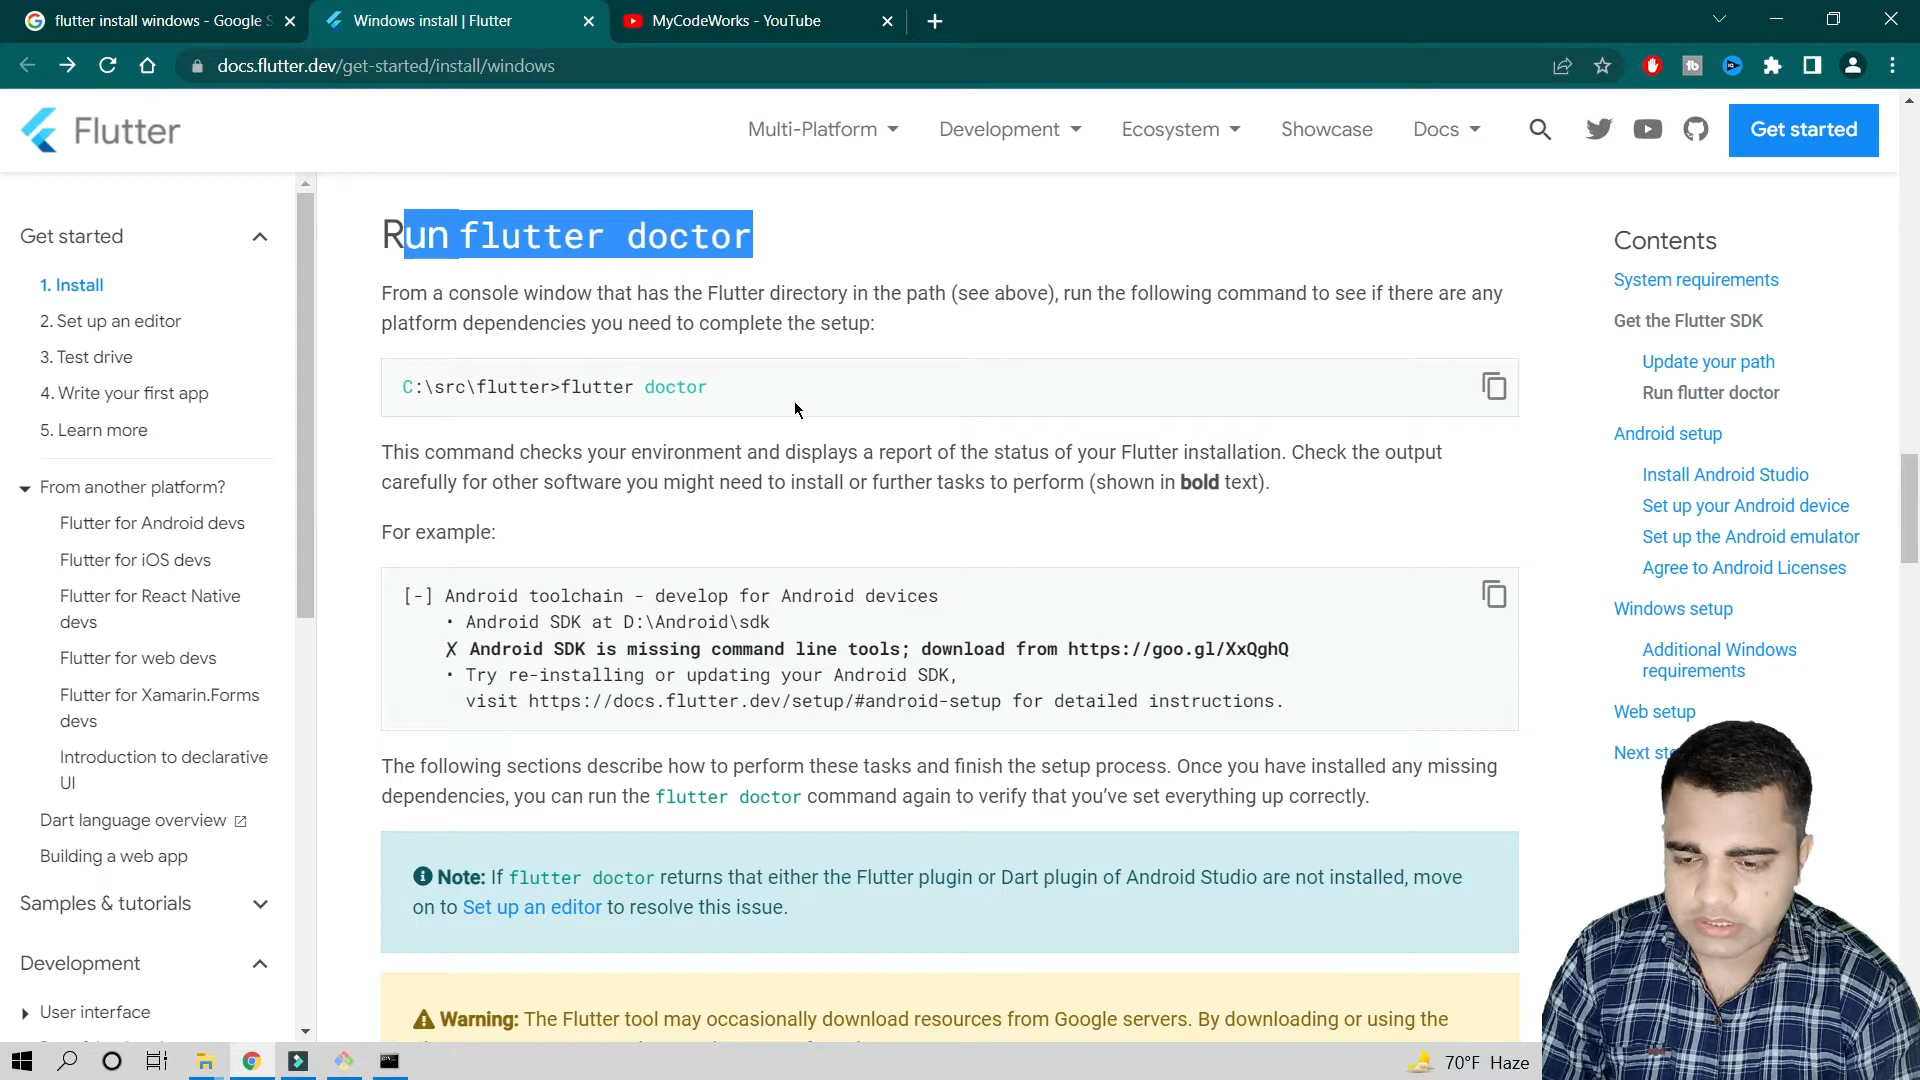 flutter install windows - Google S
Windows install | Flutter
MyCodeWorks - YouTube
docs.flutter.dev/get-started/install/windows
Flutter
Multi-Platform
Development
Ecosystem
Showcase
Docs
Get started
Get started
1. Install
2. Set up an editor
3. Test drive
4. Write your first app
5. Learn more
From another platform?
Flutter for Android devs
Flutter for iOS devs
Flutter for React Native
devs
Flutter for web devs
Flutter for Xamarin.Forms
devs
Introduction to declarative
UI
Dart language overview
Building a web app
Samples & tutorials
Development
User interface
Run flutter doctor
From a console window that has the Flutter directory in the path (see above), run the following command to see if there are any
platform dependencies you need to complete the setup:
C:\src\flutter>flutter doctor
This command checks your environment and displays a report of the status of your Flutter installation. Check the output
carefully for other software you might need to install or further tasks to perform (shown in bold text).
For example:
[-] Android toolchain - develop for Android devices
• Android SDK at D:\Android\sdk
✗ Android SDK is missing command line tools; download from https://goo.gl/XxQghQ
• Try re-installing or updating your Android SDK,
visit https://docs.flutter.dev/setup/#android-setup for detailed instructions.
The following sections describe how to perform these tasks and finish the setup process. Once you have installed any missing
dependencies, you can run the flutter doctor command again to verify that you’ve set everything up correctly.
Note: If flutter doctor returns that either the Flutter plugin or Dart plugin of Android Studio are not installed, move
on to Set up an editor to resolve this issue.
Warning: The Flutter tool may occasionally download resources from Google servers. By downloading or using the
Contents
System requirements
Get the Flutter SDK
Update your path
Run flutter doctor
Android setup
Install Android Studio
Set up your Android device
Set up the Android emulator
Agree to Android Licenses
Windows setup
Additional Windows
requirements
Web setup
Next
70°F Haze